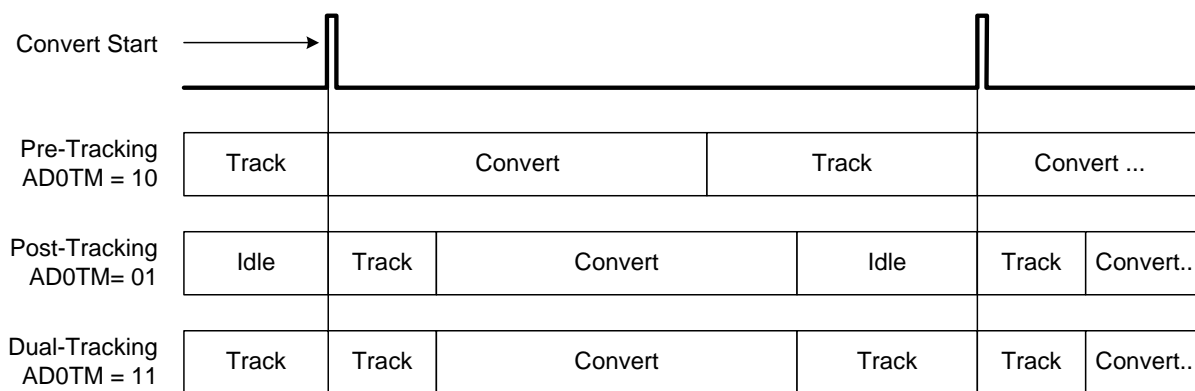 Convert Start
Pre-Tracking
AD0TM = 10
Track
Convert
Track
Convert ...
Post-Tracking
AD0TM= 01
Idle
Track
Convert
Idle
Track
Convert..
Dual-Tracking
AD0TM = 11
Track
Track
Convert
Track
Track
Convert..